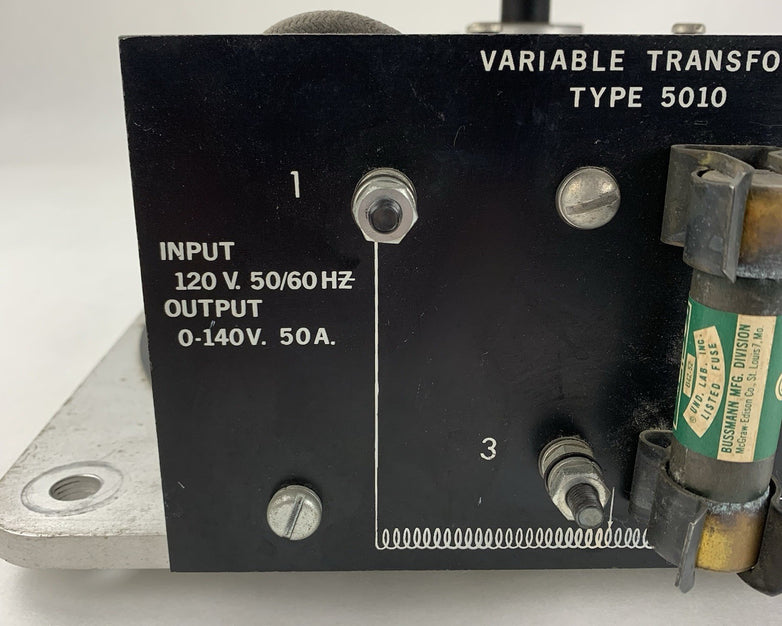 VARIABLE TRANSFO
TYPE 5010
1
INPUT
120 V. 50/60 HZ
OUTPUT
0-140V. 50A.
3
UND. LAB. INC.
LISTED FUSE
BUSSMANN MFG. DIVISION
McGraw-Edison Co., St. Louis 7, Mo.